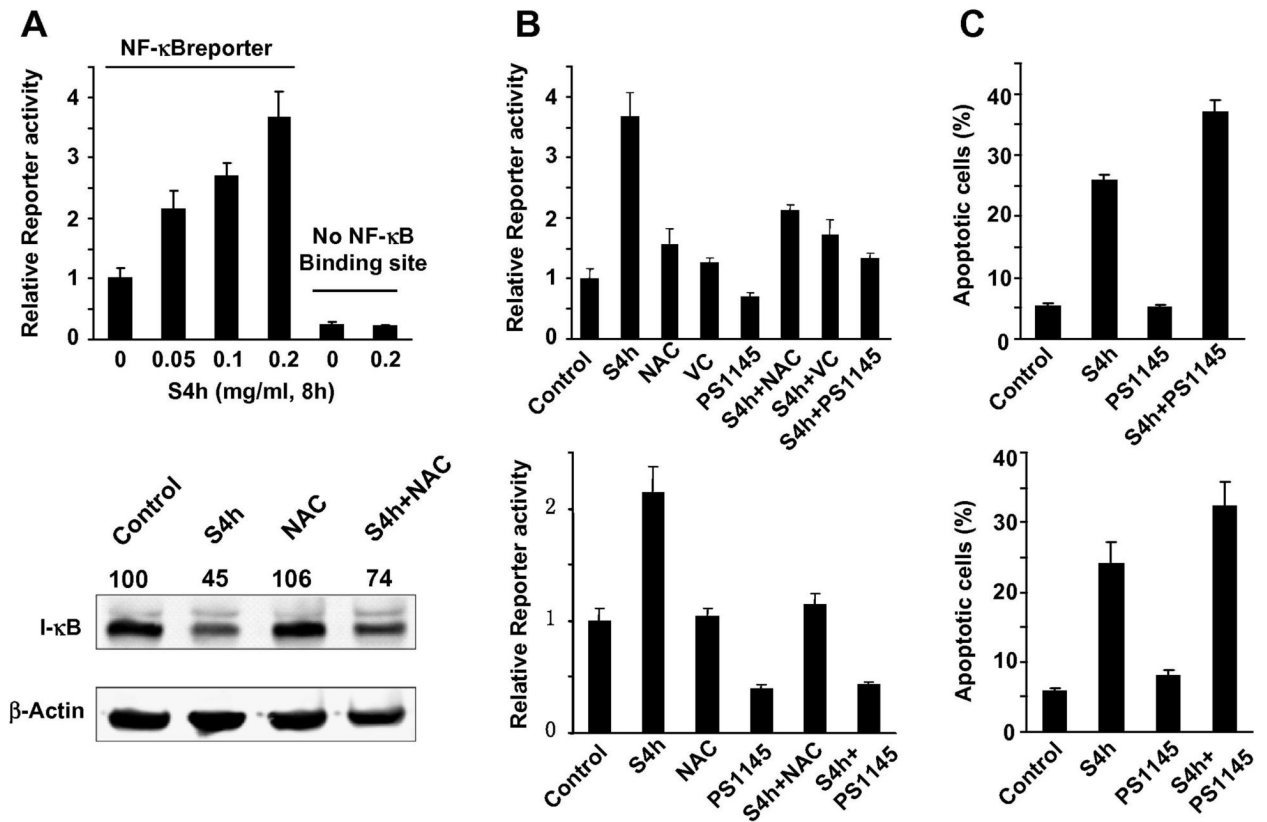 A
NF-κBreporter
Relative Reporter activity
4
3
2
1
0
No NF-κB
Binding site
0 0.05 0.1 0.2 0 0.2
S4h (mg/ml, 8h)
Control S4h NAC S4h+NAC
100 45 106 74
I-κB
β-Actin
B
Relative Reporter activity
4
3
2
1
0
Control S4h NAC VC PS1145 S4h+NAC S4h+VC S4h+PS1145
Relative Reporter activity
2
1
0
Control S4h NAC PS1145 S4h+NAC S4h+
PS1145
C
Apoptotic cells (%)
40
30
20
10
0
Control S4h PS1145 S4h+PS1145
Apoptotic cells (%)
40
30
20
10
0
Control S4h PS1145 S4h+
PS1145